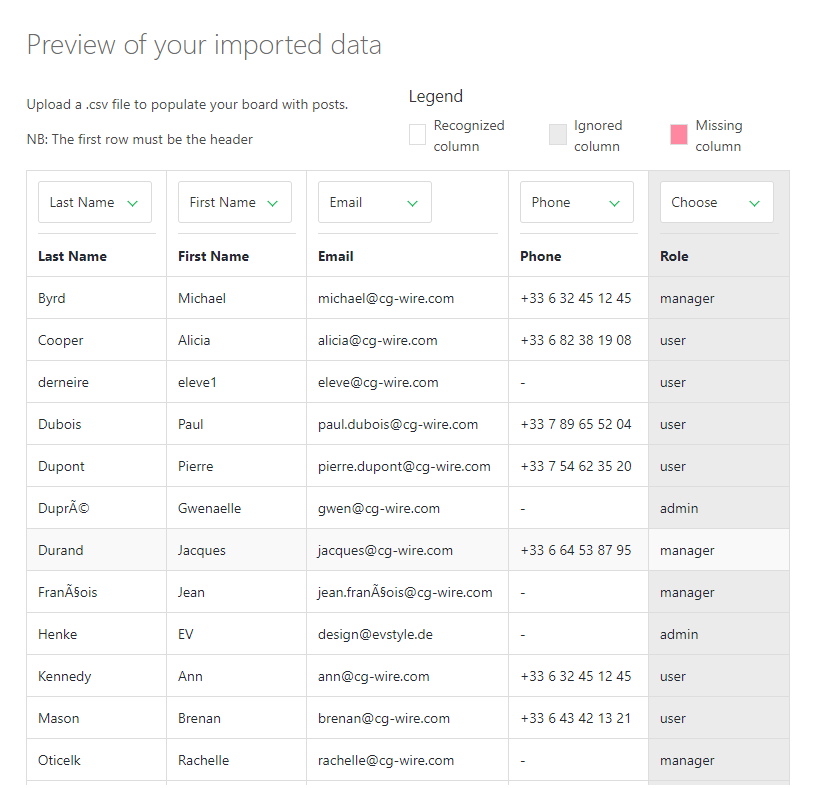 Preview of your imported data
Upload a .csv file to populate your board with posts.
NB: The first row must be the header
Legend
Recognized column
Ignored column
Missing column
Last Name First Name Email Phone Choose
Last Name First Name Email Phone Role
Byrd Michael michael@cg-wire.com +33 6 32 45 12 45 manager
Cooper Alicia alicia@cg-wire.com +33 6 82 38 19 08 user
derneire eleve1 eleve@cg-wire.com - user
Dubois Paul paul.dubois@cg-wire.com +33 7 89 65 52 04 user
Dupont Pierre pierre.dupont@cg-wire.com +33 7 54 62 35 20 user
DuprÃ© Gwenaelle gwen@cg-wire.com - admin
Durand Jacques jacques@cg-wire.com +33 6 64 53 87 95 manager
FranÃ§ois Jean jean.franÃ§ois@cg-wire.com - manager
Henke EV design@evstyle.de - admin
Kennedy Ann ann@cg-wire.com +33 6 32 45 12 45 user
Mason Brenan brenan@cg-wire.com +33 6 43 42 13 21 user
Oticelk Rachelle rachelle@cg-wire.com - manager